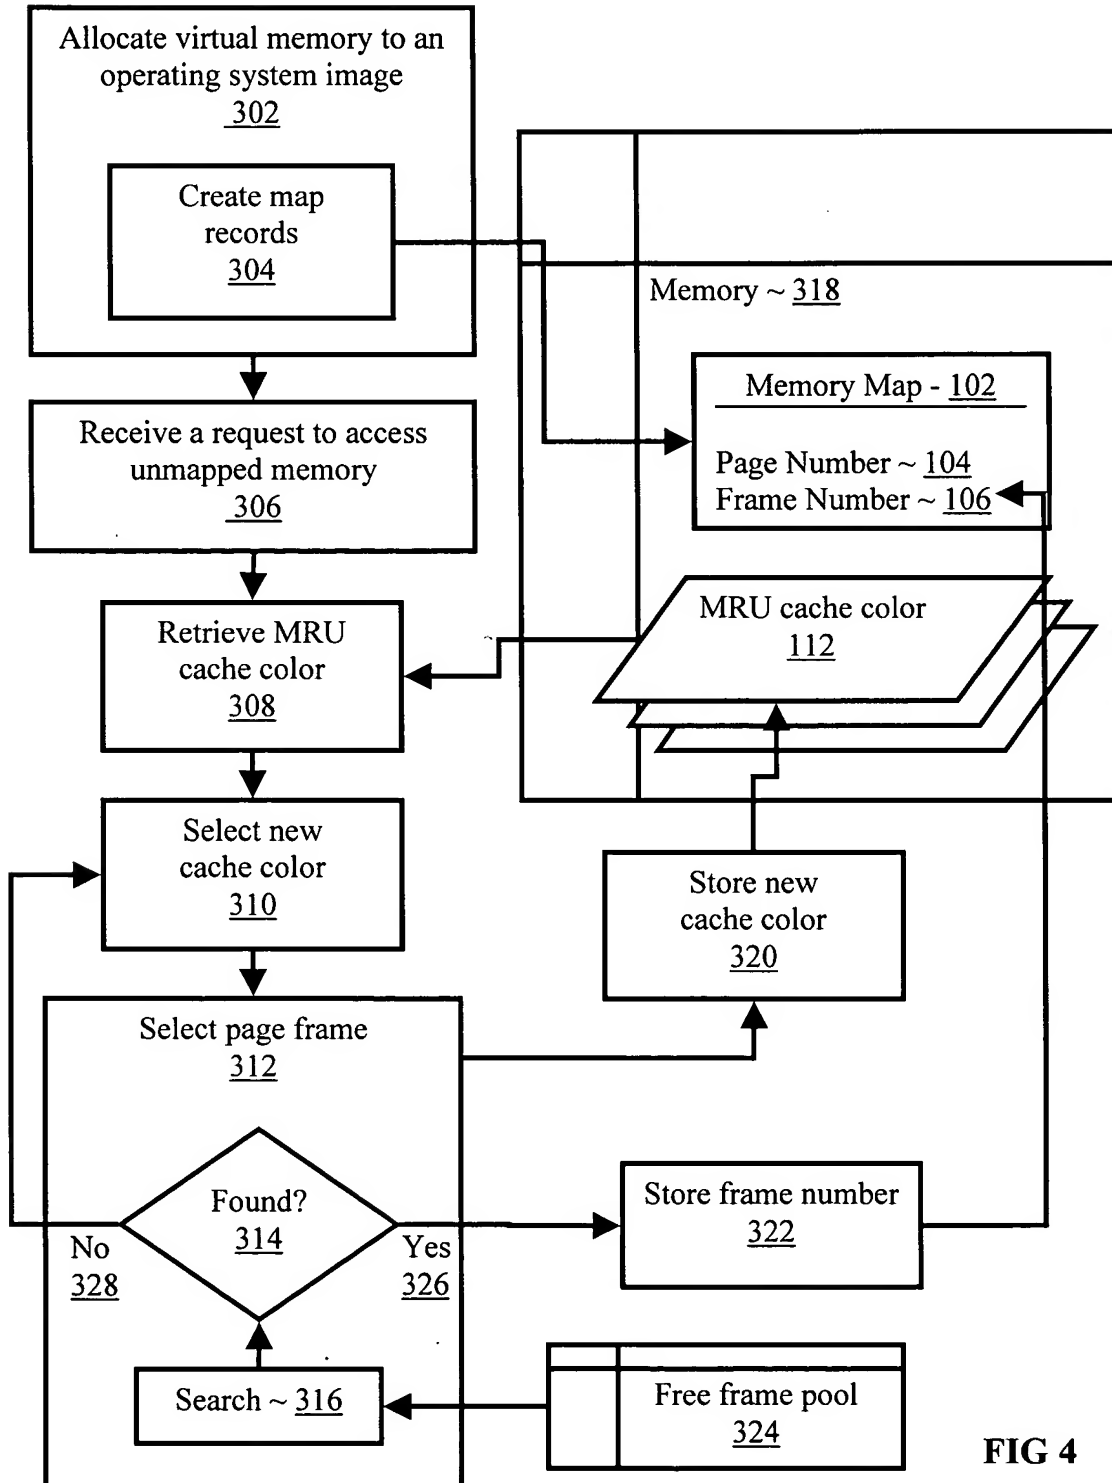 Allocate virtual memory to an
operating system image
302
Create map
records
304
Memory ~ 318
Memory Map - 102
Page Number ~ 104
Frame Number ~ 106
Receive a request to access
unmapped memory
306
MRU cache color
112
Retrieve MRU
cache color
308
Select new
cache color
310
Store new
cache color
320
Select page frame
312
Found?
314
No
328
Yes
326
Store frame number
322
Search ~ 316
Free frame pool
324
FIG 4